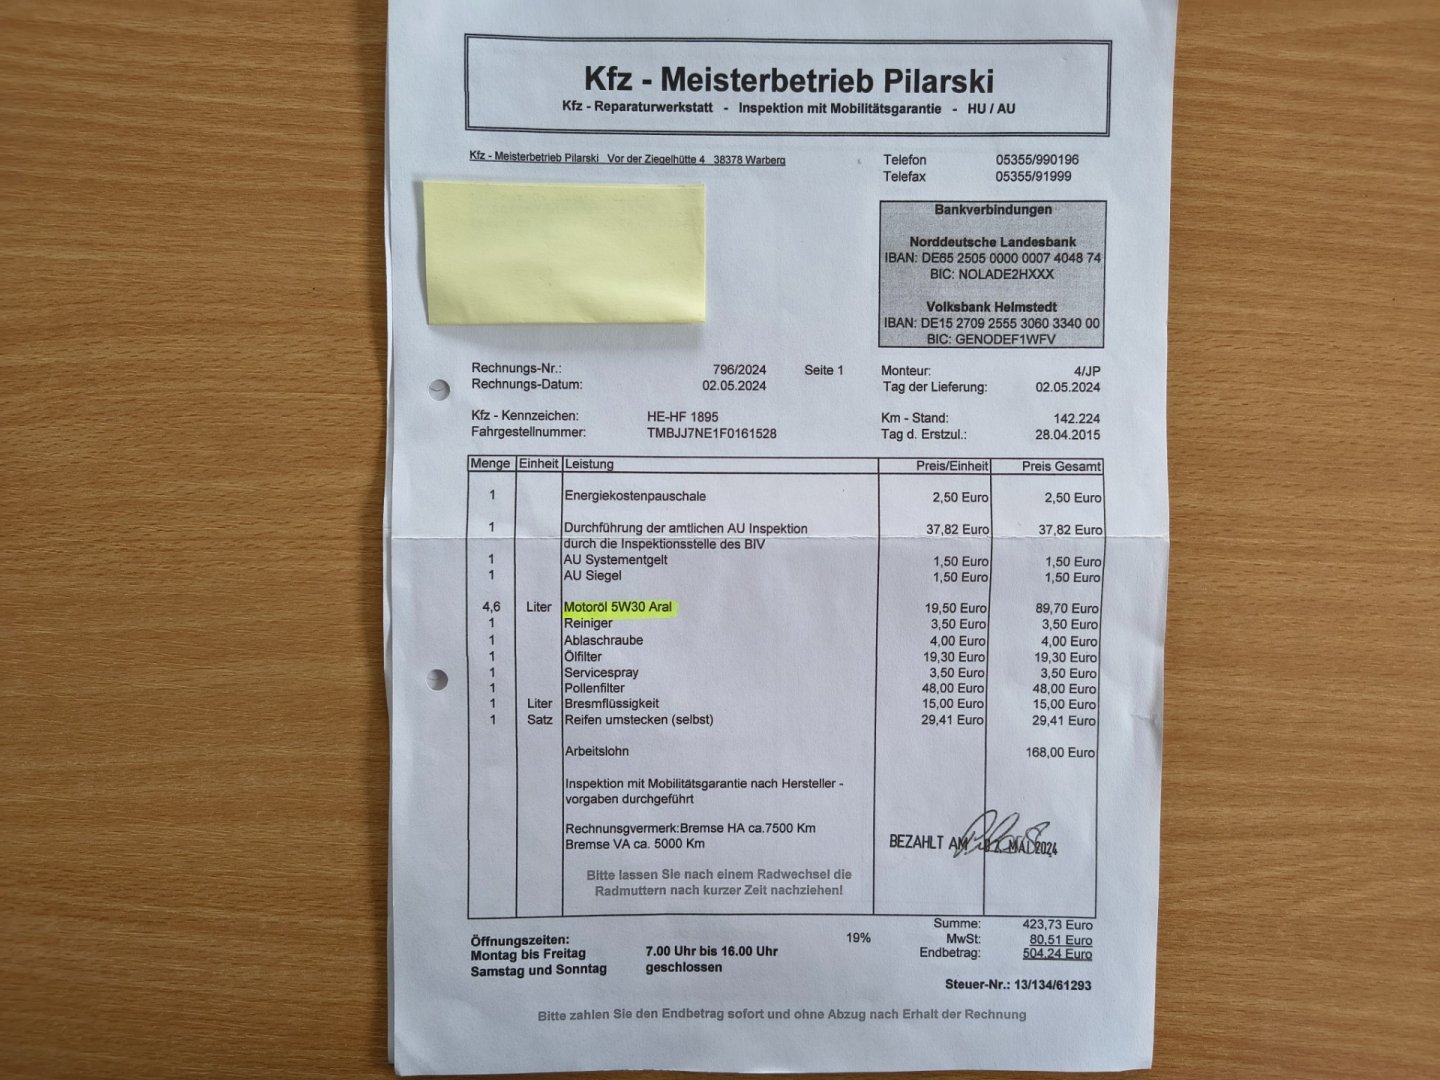 Kfz - Meisterbetrieb Pilarski
Kfz - Reparaturwerkstatt - Inspektion mit Mobilitätsgarantie - HU / AU
Kfz - Meisterbetrieb Pilarski Vor der Ziegelhütte 4 38378 Warberg
Telefon 05355/990196
Telefax 05355/91999
Bankverbindungen
Norddeutsche Landesbank
IBAN: DE65 2505 0000 0007 4048 74
BIC: NOLADE2HXXX
Volksbank Helmstedt
IBAN: DE15 2709 2555 3060 3340 00
BIC: GENODEF1WFV
Rechnungs-Nr.: 796/2024 Seite 1 Monteur: 4/JP
Rechnungs-Datum: 02.05.2024 Tag der Lieferung: 02.05.2024
Kfz - Kennzeichen: HE-HF 1895 Km - Stand: 142.224
Fahrgestellnummer: TMBJJ7NE1F0161528 Tag d. Erstzul.: 28.04.2015
Menge Einheit Leistung Preis/Einheit Preis Gesamt
1 Energiekostenpauschale 2,50 Euro 2,50 Euro
1 Durchführung der amtlichen AU Inspektion 37,82 Euro 37,82 Euro
durch die Inspektionsstelle des BIV
1 AU Systementgelt 1,50 Euro 1,50 Euro
1 AU Siegel 1,50 Euro 1,50 Euro
4,6 Liter Motoröl 5W30 Aral 19,50 Euro 89,70 Euro
1 Reiniger 3,50 Euro 3,50 Euro
1 Ablaschraube 4,00 Euro 4,00 Euro
1 Ölfilter 19,30 Euro 19,30 Euro
1 Servicespray 3,50 Euro 3,50 Euro
1 Pollenfilter 48,00 Euro 48,00 Euro
1 Liter Bresmflüssigkeit 15,00 Euro 15,00 Euro
1 Satz Reifen umstecken (selbst) 29,41 Euro 29,41 Euro
Arbeitslohn 168,00 Euro
Inspektion mit Mobilitätsgarantie nach Hersteller -
vorgaben durchgeführt
Rechnunsgvermerk:Bremse HA ca.7500 Km
Bremse VA ca. 5000 Km
BEZAHLT AM MAI 2024
Bitte lassen Sie nach einem Radwechsel die
Radmuttern nach kurzer Zeit nachziehen!
Summe: 423,73 Euro
19% MwSt: 80,51 Euro
Endbetrag: 504,24 Euro
Öffnungszeiten:
Montag bis Freitag 7.00 Uhr bis 16.00 Uhr
Samstag und Sonntag geschlossen
Steuer-Nr.: 13/134/61293
Bitte zahlen Sie den Endbetrag sofort und ohne Abzug nach Erhalt der Rechnung